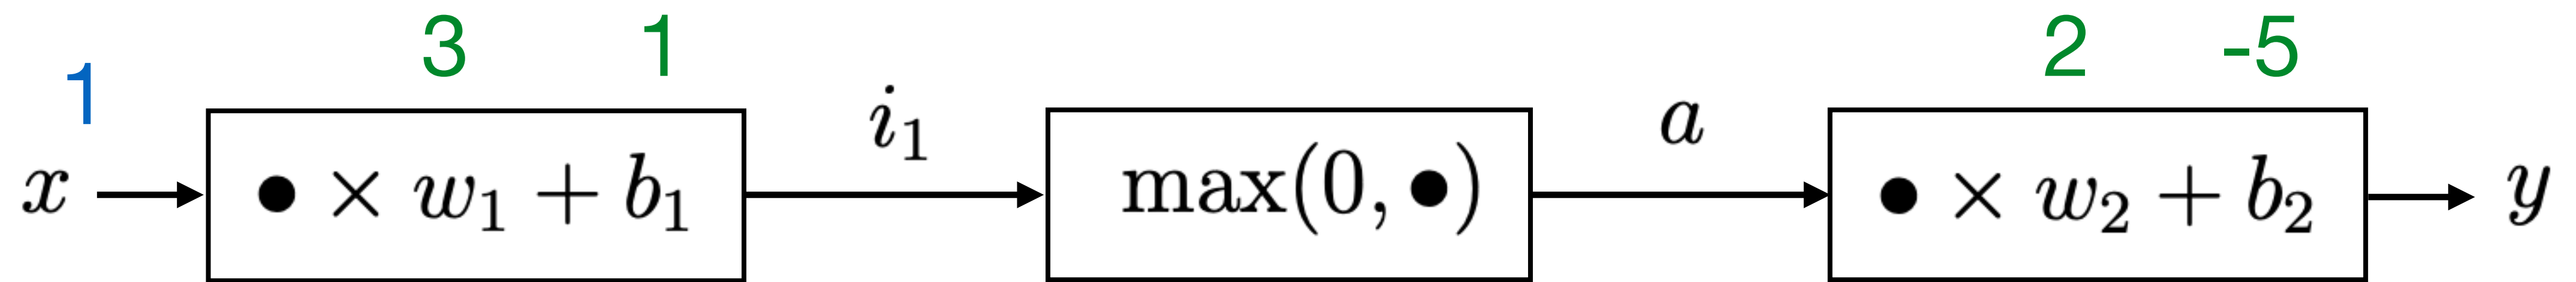 3 1 2 -5
1 i₁ a
x • × w₁ + b₁ max(0, •) • × w₂ + b₂ y